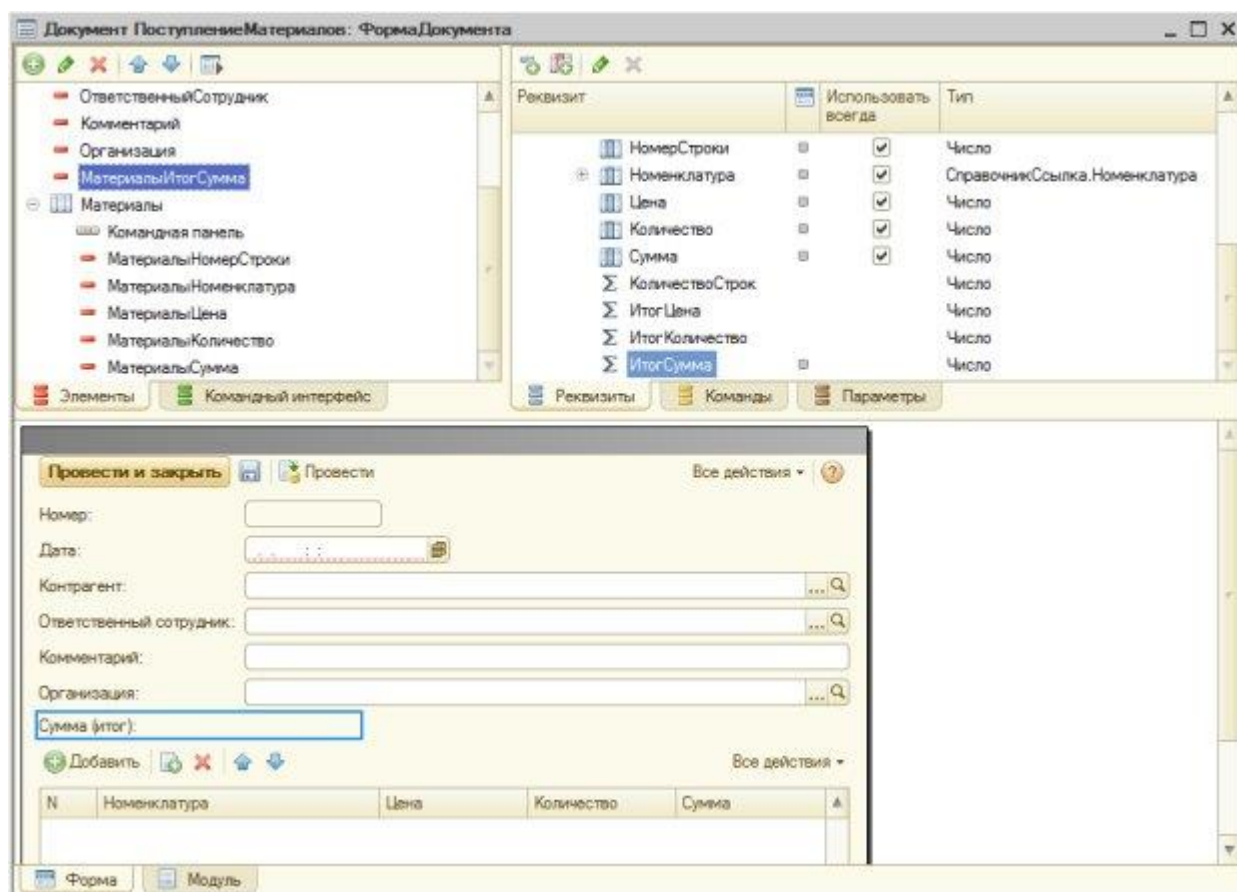 Документ ПоступлениеМатериалов: ФормаДокумента
ОтветственныйСотрудник
Комментарий
Организация
МатериалыИтогСумма
Материалы
Командная панель
МатериалыНомерСтроки
МатериалыНоменклатура
МатериалыЦена
МатериалыКоличество
МатериалыСумма
Элементы Командный интерфейс
Реквизит Использовать всегда Тип
НомерСтроки Число
Номенклатура СправочникСсылка.Номенклатура
Цена Число
Количество Число
Сумма Число
КоличествоСтрок Число
ИтогЦена Число
ИтогКоличество Число
ИтогСумма Число
Реквизиты Команды Параметры
Провести и закрыть Провести Все действия
Номер:
Дата: . . : :
Контрагент: ...
Ответственный сотрудник: ...
Комментарий:
Организация: ...
Сумма (итог):
Добавить Все действия
N Номенклатура Цена Количество Сумма
Форма Модуль